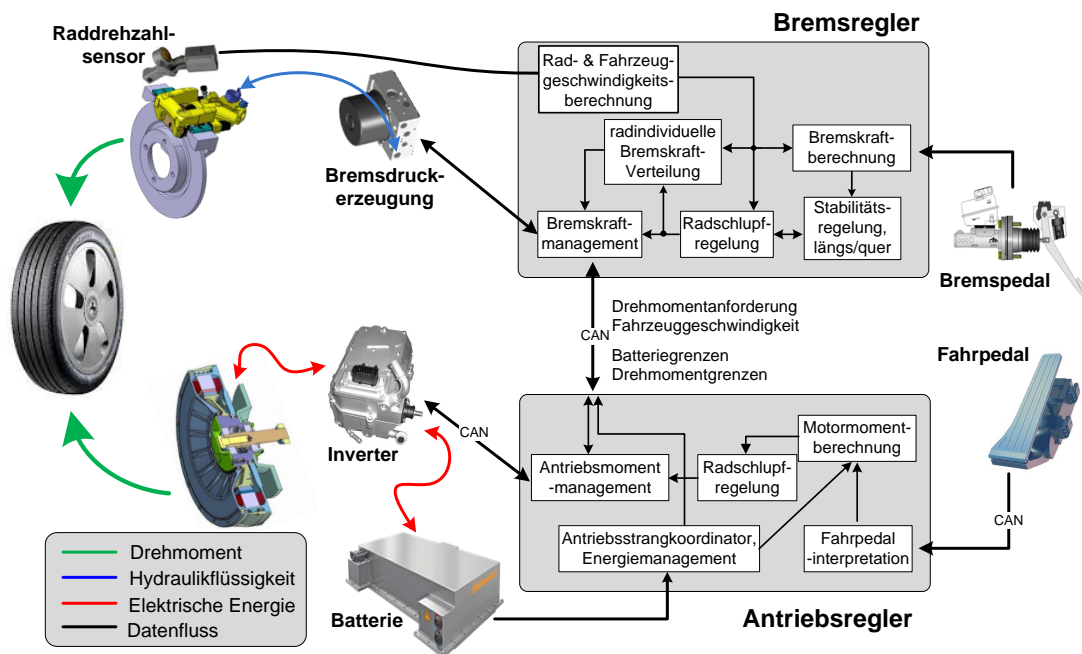 Bremsregler
Raddrehzahl-
sensor
Rad- & Fahrzeug-
geschwindigkeits-
berechnung
radindividuelle
Bremskraft-
Verteilung
Bremskraft-
berechnung
Bremsdruck-
erzeugung
Bremskraft-
management
Radschlupf-
regelung
Stabilitäts-
regelung,
längs/quer
Bremspedal
CAN
Drehmomentanforderung
Fahrzeuggeschwindigkeit
Batteriegrenzen
Drehmomentgrenzen
Fahrpedal
Inverter
CAN
Motormoment-
berechnung
Antriebsmoment
-management
Radschlupf-
regelung
CAN
Antriebsstrangkoordinator,
Energiemanagement
Fahrpedal
-interpretation
Drehmoment
Hydraulikflüssigkeit
Elektrische Energie
Datenfluss
Batterie
Antriebsregler